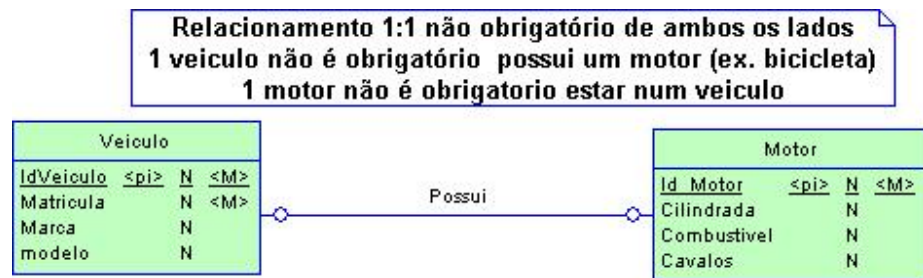 Relacionamento 1:1 não obrigatório de ambos os lados
1 veiculo não é obrigatório possui um motor (ex. bicicleta)
1 motor não é obrigatorio estar num veiculo
Veiculo
IdVeiculo <pi> N <M>
Matricula N <M>
Marca N
modelo N
Possui
Motor
Id_Motor <pi> N <M>
Cilindrada N
Combustivel N
Cavalos N